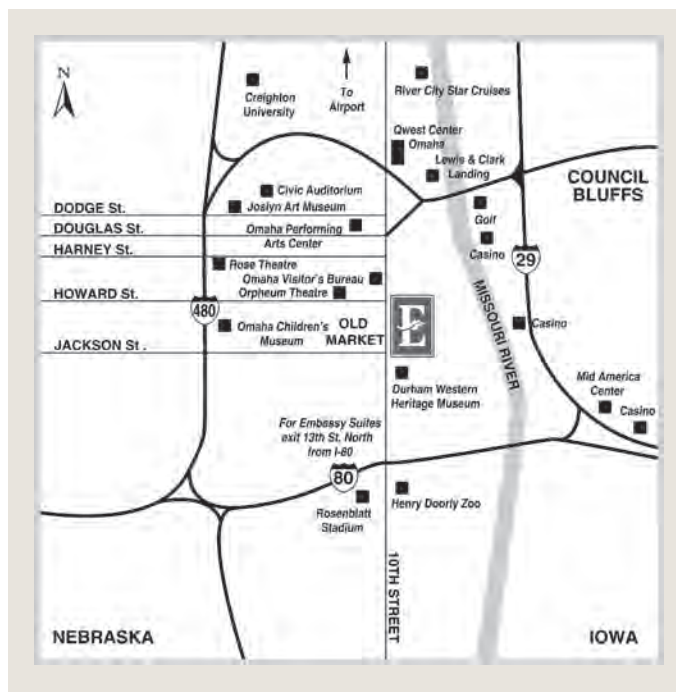 N
Creighton
University
To
Airport
River City Star Cruises
Qwest Center
Omaha
Lewis & Clark
Landing
COUNCIL
BLUFFS
Civic Auditorium
Joslyn Art Museum
DODGE St.
DOUGLAS St.
Omaha Performing
Arts Center
Golf
Casino
HARNEY St.
Rose Theatre
Omaha Visitor's Bureau
Orpheum Theatre
29
HOWARD St.
480
E
MISSOURI RIVER
Casino
Omaha Children's
Museum
OLD
MARKET
JACKSON St.
Durham Western
Heritage Museum
Mid America
Center
Casino
For Embassy Suites
exit 13th St. North
from I-80
80
Rosenblatt
Stadium
Henry Doorly Zoo
10TH STREET
NEBRASKA
IOWA